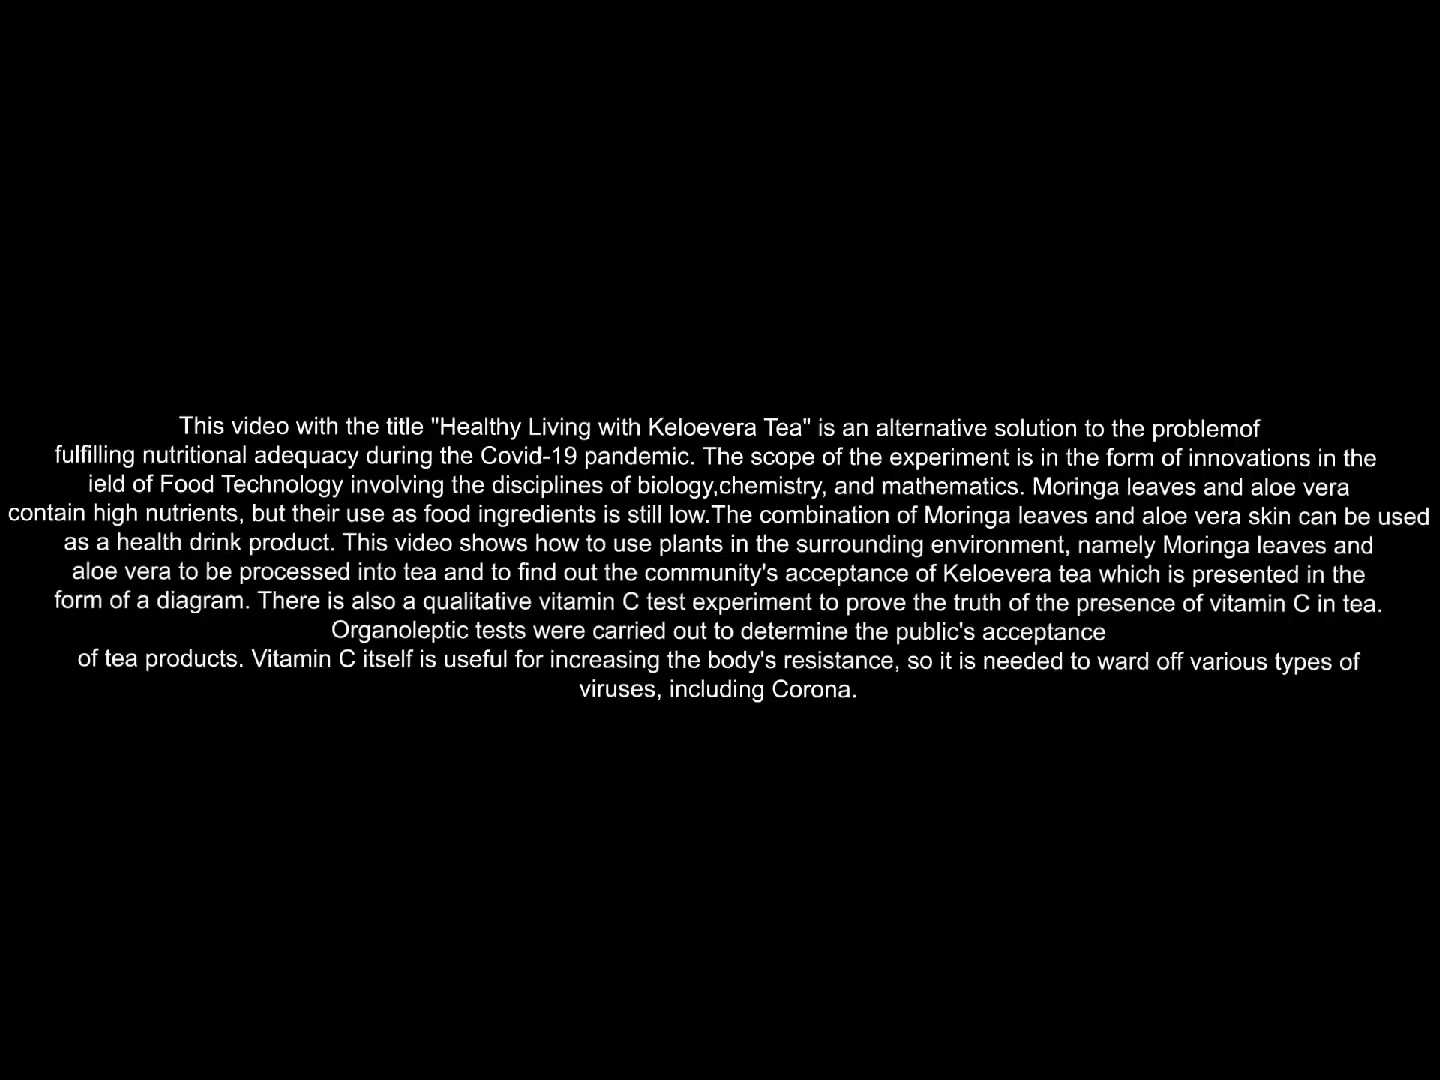 This video with the title "Healthy Living with Keloevera Tea" is an alternative solution to the problemof
fulfilling nutritional adequacy during the Covid-19 pandemic. The scope of the experiment is in the form of innovations in the
ield of Food Technology involving the disciplines of biology,chemistry, and mathematics. Moringa leaves and aloe vera
contain high nutrients, but their use as food ingredients is still low.The combination of Moringa leaves and aloe vera skin can be used
as a health drink product. This video shows how to use plants in the surrounding environment, namely Moringa leaves and
aloe vera to be processed into tea and to find out the community's acceptance of Keloevera tea which is presented in the
form of a diagram. There is also a qualitative vitamin C test experiment to prove the truth of the presence of vitamin C in tea.
Organoleptic tests were carried out to determine the public's acceptance
of tea products. Vitamin C itself is useful for increasing the body's resistance, so it is needed to ward off various types of
viruses, including Corona.